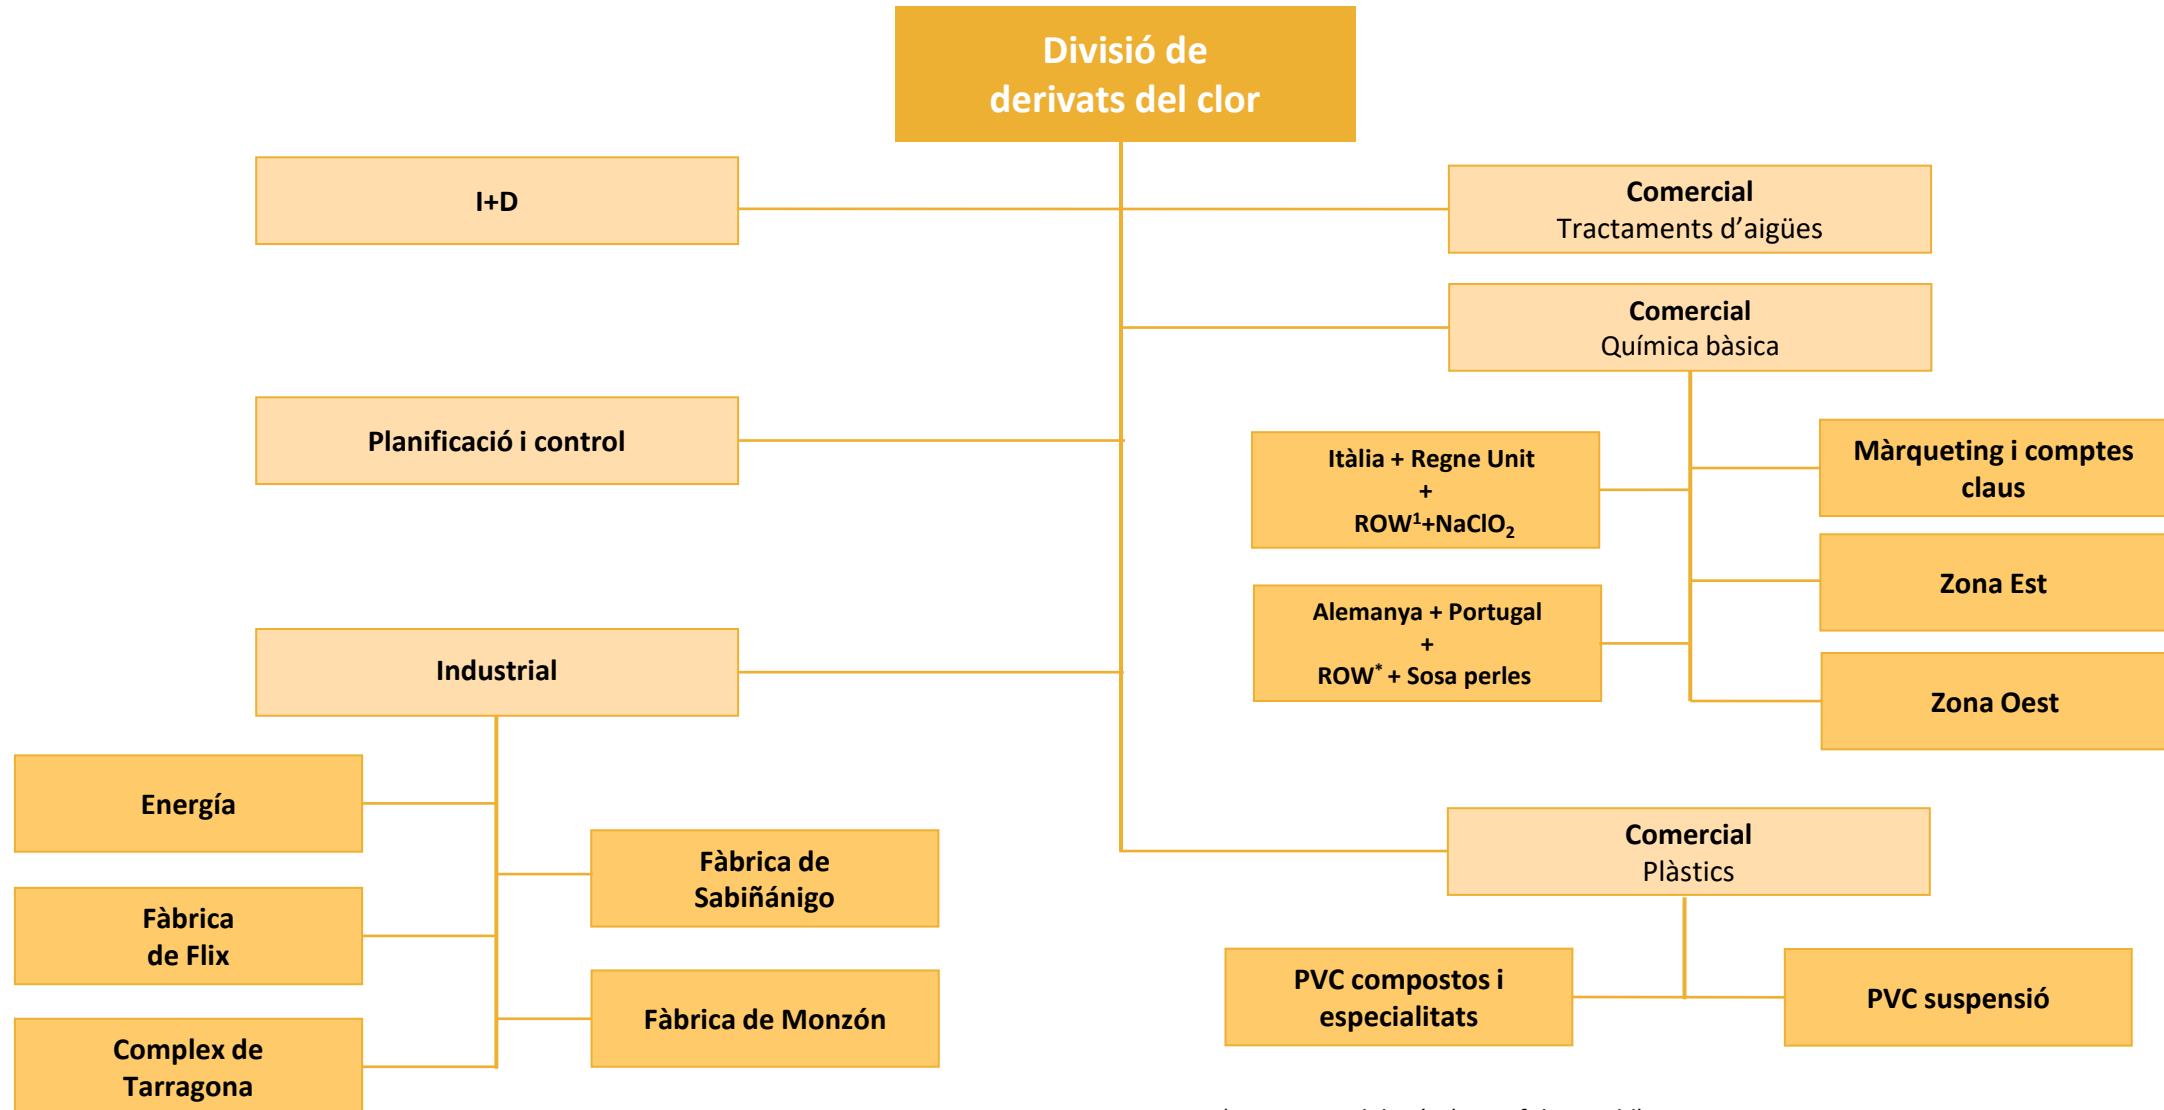 Divisió de
derivats del clor
I+D
Comercial
Tractaments d’aigües
Comercial
Química bàsica
Planificació i control
Itàlia + Regne Unit
+
ROW¹+NaClO₂
Màrqueting i comptes
claus
Zona Est
Alemanya + Portugal
+
ROW* + Sosa perles
Zona Oest
Industrial
Energía
Fàbrica de
Sabiñánigo
Fàbrica
de Flix
Fàbrica de Monzón
Complex de
Tarragona
Comercial
Plàstics
PVC compostos i
especialitats
PVC suspensió